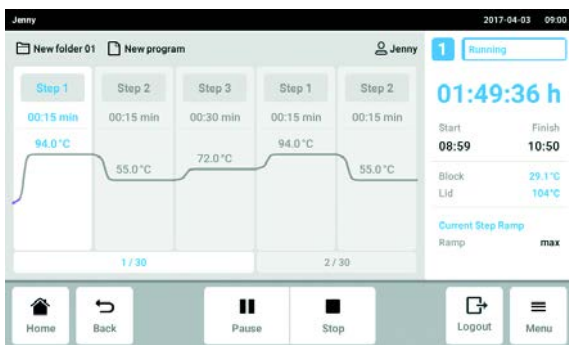 Jenny 2017-04-03 09:00
New folder 01 New program Jenny
1 Running
Step 1 Step 2 Step 3 Step 1 Step 2
00:15 min 00:15 min 00:30 min 00:15 min 00:15 min
94.0°C 55.0°C 72.0°C 94.0°C 55.0°C
1 / 30 2 / 30
01:49:36 h
Start Finish
08:59 10:50
Block 29.1°C
Lid 104°C
Current Step Ramp
Ramp max
Home Back Pause Stop Logout Menu